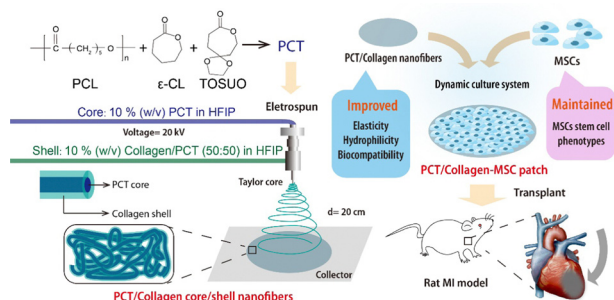 O
O
n
5
O
O
O
O
O
O
+
+
PCT
PCL
ε-CL
TOSUO
Eletrospun
Core: 10 % (w/v) PCT in HFIP
Voltage= 20 kV
Shell: 10 % (w/v) Collagen/PCT (50:50) in HFIP
Taylor core
PCT core
Collagen shell
d= 20 cm
Collector
PCT/Collagen core/shell nanofibers
PCT/Collagen nanofibers
MSCs
Dynamic culture system
Improved
Elasticity
Hydrophilicity
Biocompatibility
Maintained
MSCs stem cell
phenotypes
PCT/Collagen-MSC patch
Transplant
Rat MI model